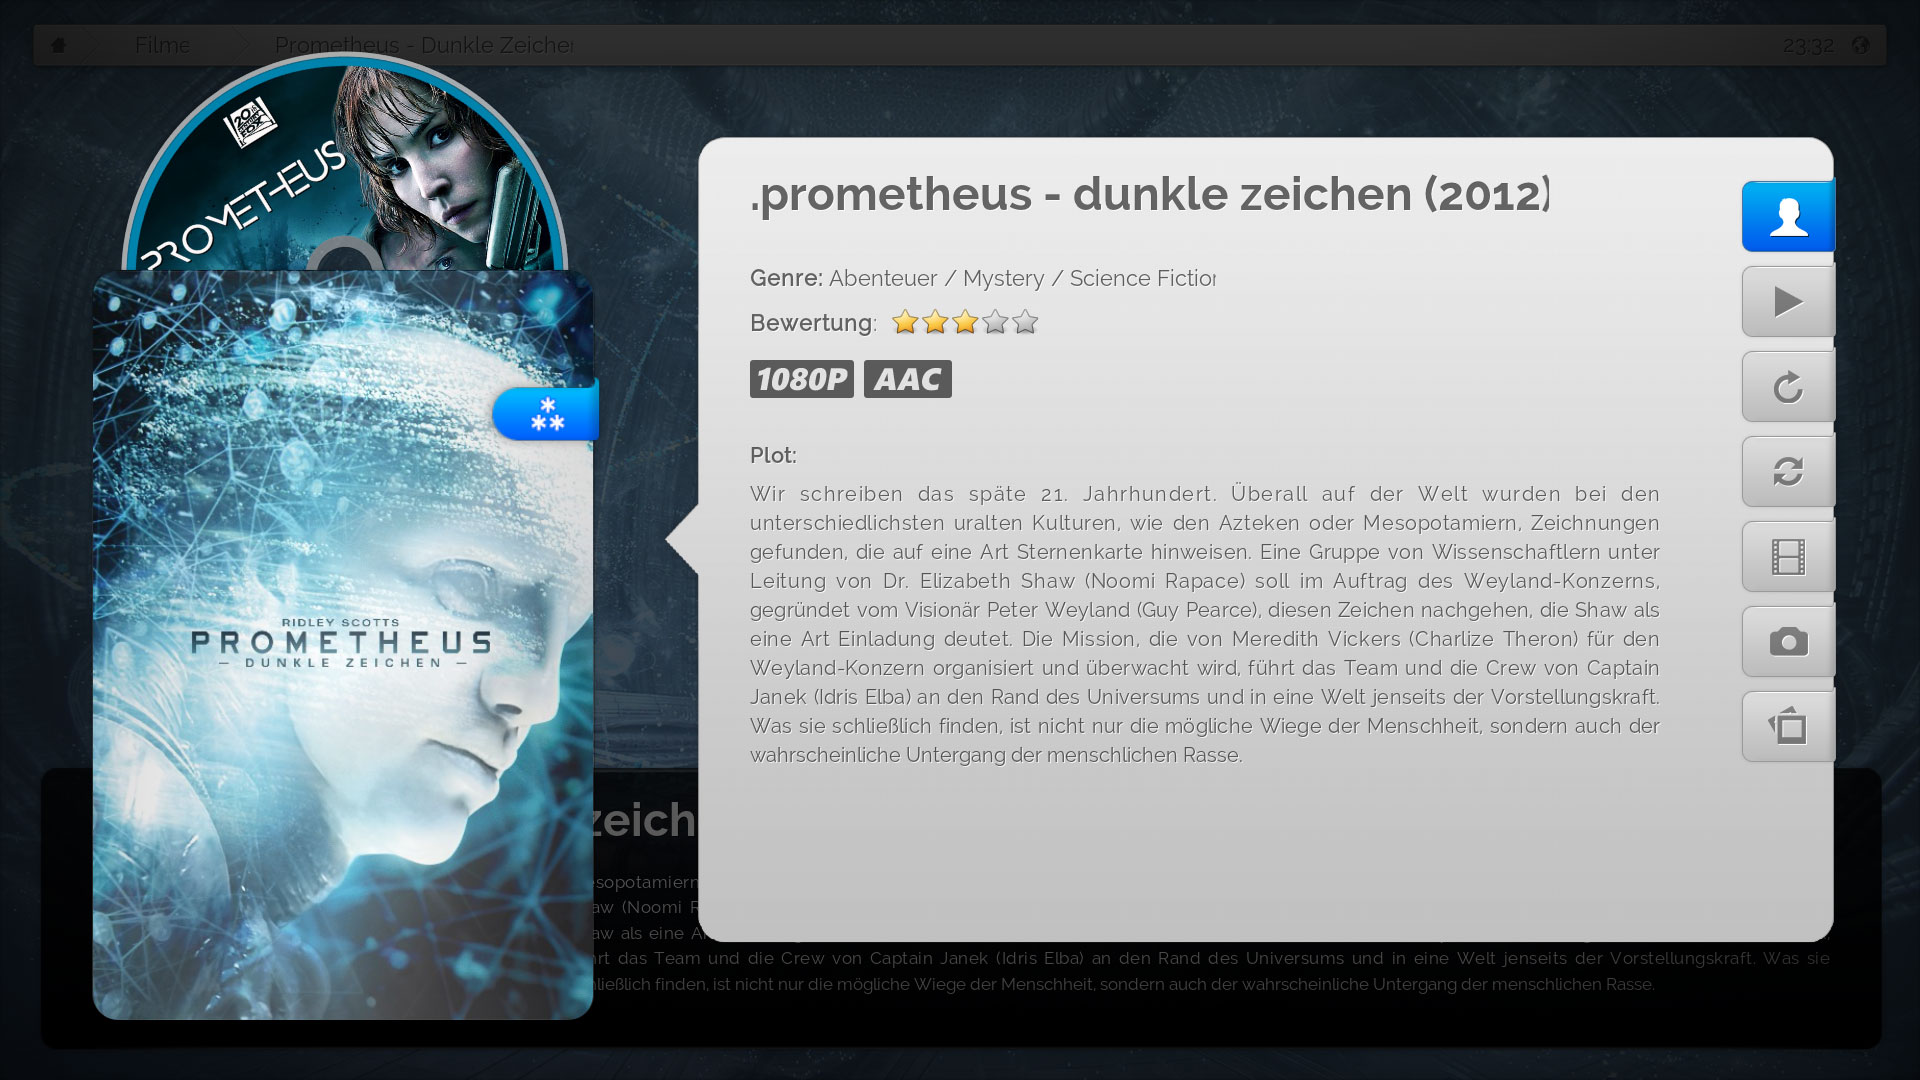 Filme
Prometheus - Dunkle Zeichen
23:32
20
FOX
PROMETHEUS
RIDLEY SCOTTS
PROMETHEUS
– DUNKLE ZEICHEN –
.prometheus - dunkle zeichen (2012)
Genre: Abenteuer / Mystery / Science Fiction
Bewertung:
1080P AAC
Plot:
Wir schreiben das späte 21. Jahrhundert. Überall auf der Welt wurden bei den
unterschiedlichsten uralten Kulturen, wie den Azteken oder Mesopotamiern, Zeichnungen
gefunden, die auf eine Art Sternenkarte hinweisen. Eine Gruppe von Wissenschaftlern unter
Leitung von Dr. Elizabeth Shaw (Noomi Rapace) soll im Auftrag des Weyland-Konzerns,
gegründet vom Visionär Peter Weyland (Guy Pearce), diesen Zeichen nachgehen, die Shaw als
eine Art Einladung deutet. Die Mission, die von Meredith Vickers (Charlize Theron) für den
Weyland-Konzern organisiert und überwacht wird, führt das Team und die Crew von Captain
Janek (Idris Elba) an den Rand des Universums und in eine Welt jenseits der Vorstellungskraft.
Was sie schließlich finden, ist nicht nur die mögliche Wiege der Menschheit, sondern auch der
wahrscheinliche Untergang der menschlichen Rasse.
zeich
esopotamiern
aw (Noomi R
aw als eine A
hrt das Team und die Crew von Captain Janek (Idris Elba) an den Rand des Universums und in eine Welt jenseits der Vorstellungskraft. Was sie
hließlich finden, ist nicht nur die mögliche Wiege der Menschheit, sondern auch der wahrscheinliche Untergang der menschlichen Rasse.